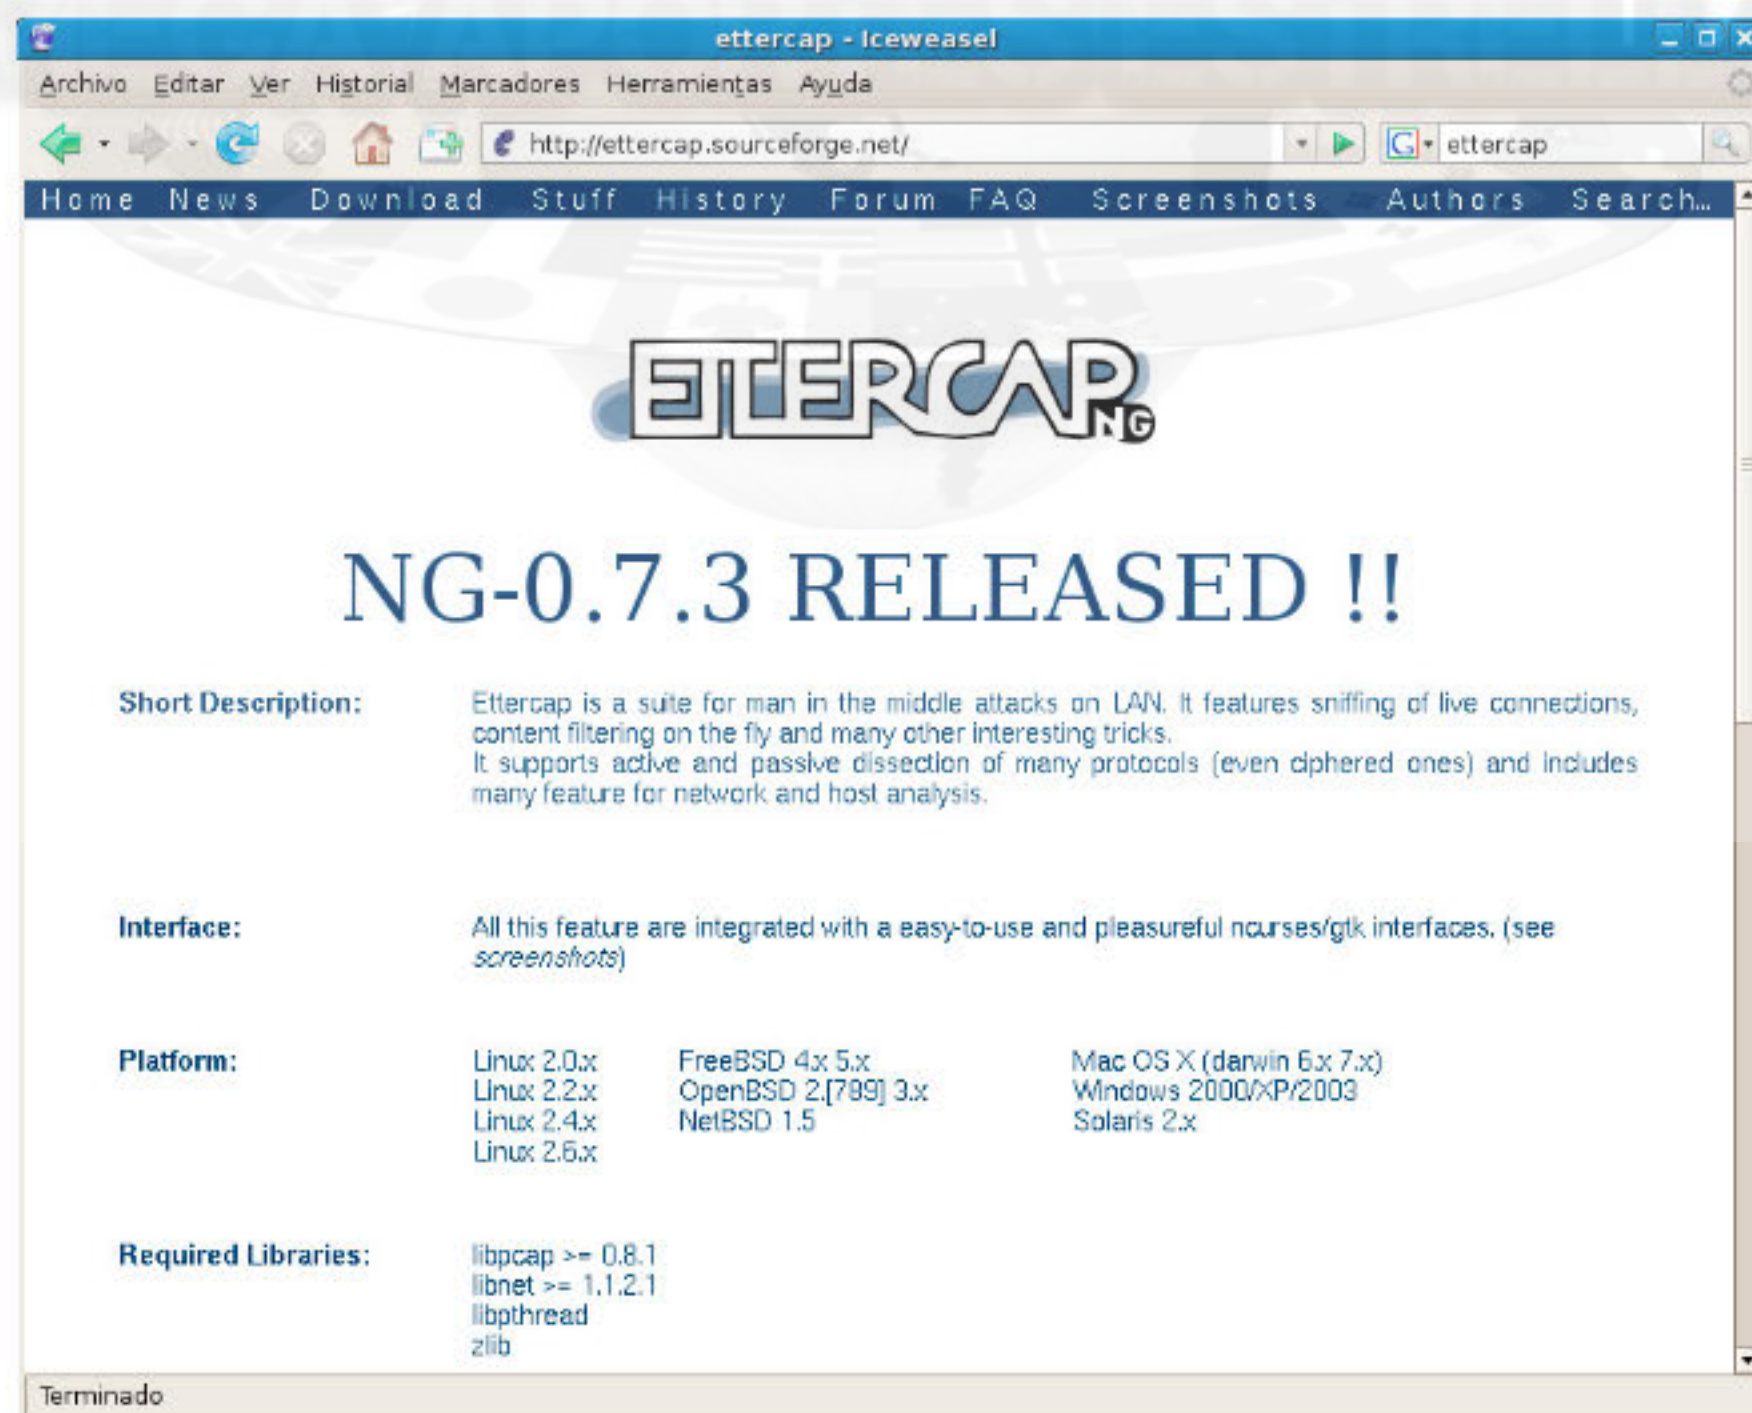 ettercap - Iceweasel
Archivo Editar Ver Historial Marcadores Herramientas Ayuda
http://ettercap.sourceforge.net/ G ettercap
Home News Download Stuff History Forum FAQ Screenshots Authors Search...
ETTERCAP NG
NG-0.7.3 RELEASED !!
Short Description: Ettercap is a suite for man in the middle attacks on LAN. It features sniffing of live connections,
content filtering on the fly and many other interesting tricks.
It supports active and passive dissection of many protocols (even ciphered ones) and includes
many feature for network and host analysis.
Interface: All this feature are integrated with a easy-to-use and pleasureful ncurses/gtk interfaces. (see
screenshots)
Platform: Linux 2.0.x FreeBSD 4.x 5.x Mac OS X (darwin 6.x 7.x)
Linux 2.2.x OpenBSD 2.[789] 3.x Windows 2000/XP/2003
Linux 2.4.x NetBSD 1.5 Solaris 2.x
Linux 2.6.x
Required Libraries: libpcap >= 0.8.1
libnet >= 1.1.2.1
libpthread
zlib
Terminado